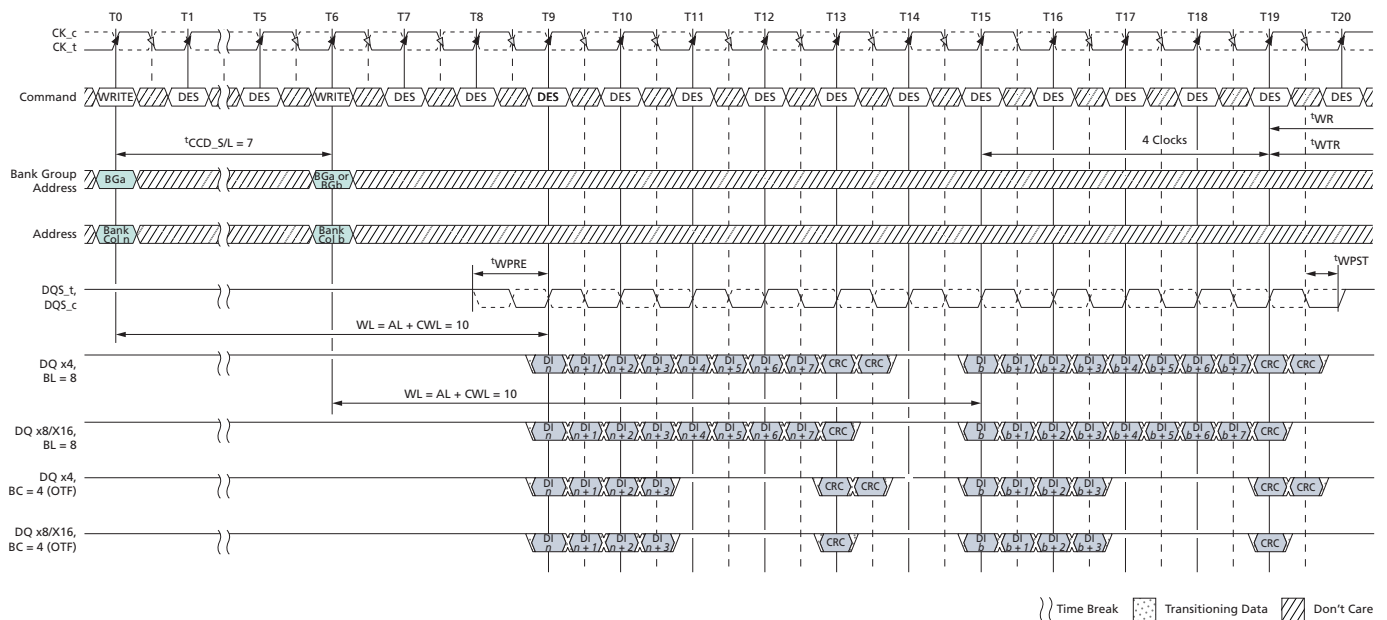 T0 T1 T5 T6 T7 T8 T9 T10 T11 T12 T13 T14 T15 T16 T17 T18 T19 T20
CK_c
CK_t
Command WRITE DES DES WRITE DES DES DES DES DES DES DES DES DES DES DES DES DES DES
tWR
tCCD_S/L = 7
4 Clocks
tWTR
Bank Group
Address
BGa
BGa or
BGb
Address
Bank
Col n
Bank
Col b
tWPRE
tWPST
DQS_t,
DQS_c
WL = AL + CWL = 10
DQ x4,
BL = 8
DI DI DI DI DI DI DI DI CRC CRC DI DI DI DI DI DI DI DI CRC CRC
n n + 1 n + 2 n + 3 n + 4 n + 5 n + 6 n + 7 b b + 1 b + 2 b + 3 b + 4 b + 5 b + 6 b + 7
WL = AL + CWL = 10
DQ x8/X16,
BL = 8
DI DI DI DI DI DI DI DI CRC DI DI DI DI DI DI DI DI CRC
n n + 1 n + 2 n + 3 n + 4 n + 5 n + 6 n + 7 b b + 1 b + 2 b + 3 b + 4 b + 5 b + 6 b + 7
DQ x4,
BC = 4 (OTF)
DI DI DI DI CRC CRC DI DI DI DI CRC CRC
n n + 1 n + 2 n + 3 b b + 1 b + 2 b + 3
DQ x8/X16,
BC = 4 (OTF)
DI DI DI DI CRC DI DI DI DI CRC
n n + 1 n + 2 n + 3 b b + 1 b + 2 b + 3
Time Break Transitioning Data Don't Care